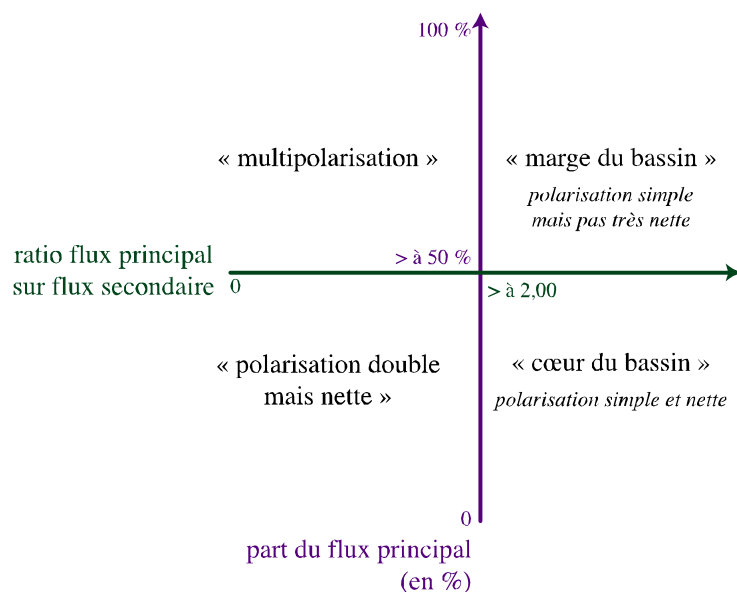 100 %
« multipolarisation »
« marge du bassin »
polarisation simple
mais pas très nette
ratio flux principal
sur flux secondaire
> à 50 %
0
> à 2,00
« polarisation double
mais nette »
« cœur du bassin »
polarisation simple et nette
0
part du flux principal
(en %)